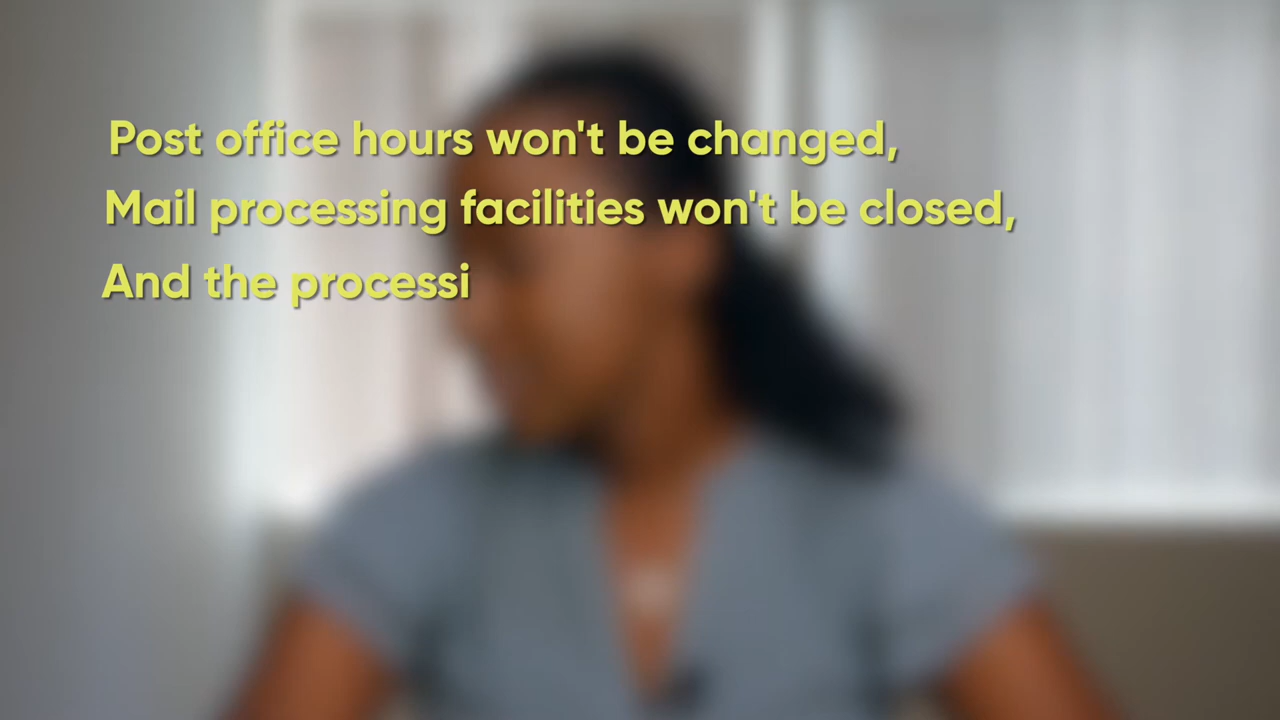 Post office hours won't be changed,
Mail processing facilities won't be closed,
And the processi